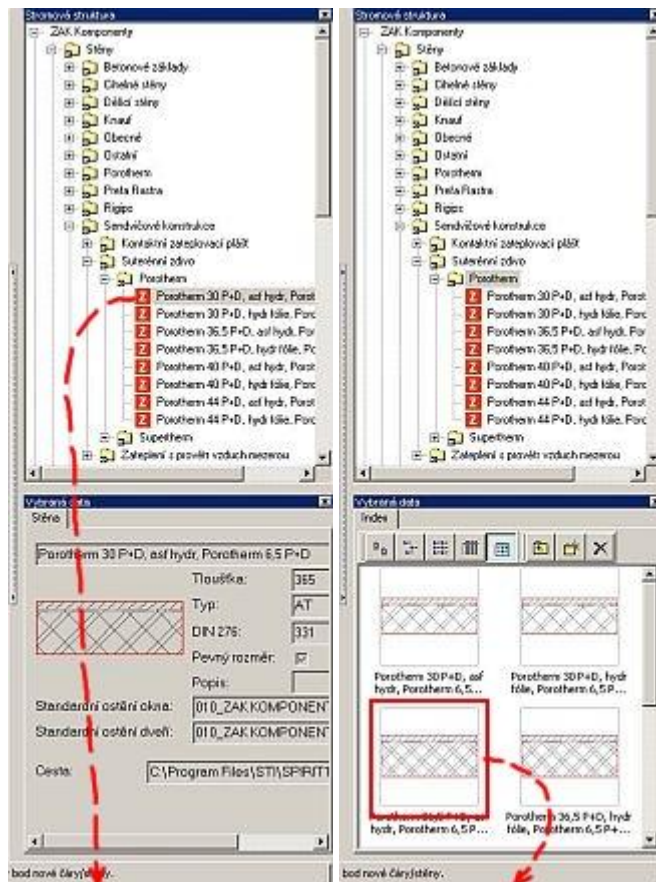 Stromová struktura
ZAK Komponenty
Stěny
Betonové základy
Cihelné stěny
Dělicí stěny
Knauf
Obecné
Ostatní
Porotherm
Prefa Rastra
Rigips
Sendvičové konstrukce
Kontaktní zateplovací plášť
Suterénní zdivo
Porotherm
Porotherm 30 P+D, asf hydr, Porot
Porotherm 30 P+D, hydr fólie, Porc
Porotherm 36,5 P+D, asf hydr, Por
Porotherm 36,5 P+D, hydr fólie, Pc
Porotherm 40 P+D, asf hydr, Porot
Porotherm 40 P+D, hydr fólie, Porc
Porotherm 44 P+D, asf hydr, Porot
Porotherm 44 P+D, hydr fólie, Porc
Supertherm
Zateplení s provětr vzduch mezerou
Vybraná data
Stěna
Porotherm 30 P+D, asf hydr, Porotherm 6,5 P+D
Tloušťka: 365
Typ: AT
DIN 276: 331
Pevný rozměr:
Popis:
Standardní ostění okna: 010_ZAK KOMPONENT
Standardní ostění dveří: 010_ZAK KOMPONENT
Cesta: C:\Program Files\STI\SPIRIT1
bod nové čáry/stěny.
Stromová struktura
ZAK Komponenty
Stěny
Betonové základy
Cihelné stěny
Dělicí stěny
Knauf
Obecné
Ostatní
Porotherm
Prefa Rastra
Rigips
Sendvičové konstrukce
Kontaktní zateplovací plášť
Suterénní zdivo
Porotherm
Porotherm 30 P+D, asf hydr, Porot
Porotherm 30 P+D, hydr fólie, Porc
Porotherm 36,5 P+D, asf hydr, Por
Porotherm 36,5 P+D, hydr fólie, Pc
Porotherm 40 P+D, asf hydr, Porot
Porotherm 40 P+D, hydr fólie, Porc
Porotherm 44 P+D, asf hydr, Porot
Porotherm 44 P+D, hydr fólie, Porc
Supertherm
Zateplení s provětr vzduch mezerou
Vybraná data
Index
Porotherm 30 P+D, asf
hydr, Porotherm 6,5...
Porotherm 30 P+D, hydr
fólie, Porotherm 6,5 P...
Porotherm 36,5 P+D, asf
hydr, Porotherm 6,5 P...
Porotherm 36,5 P+D, hydr
fólie, Porotherm 6,5 P+...
bod nové čáry/stěny.